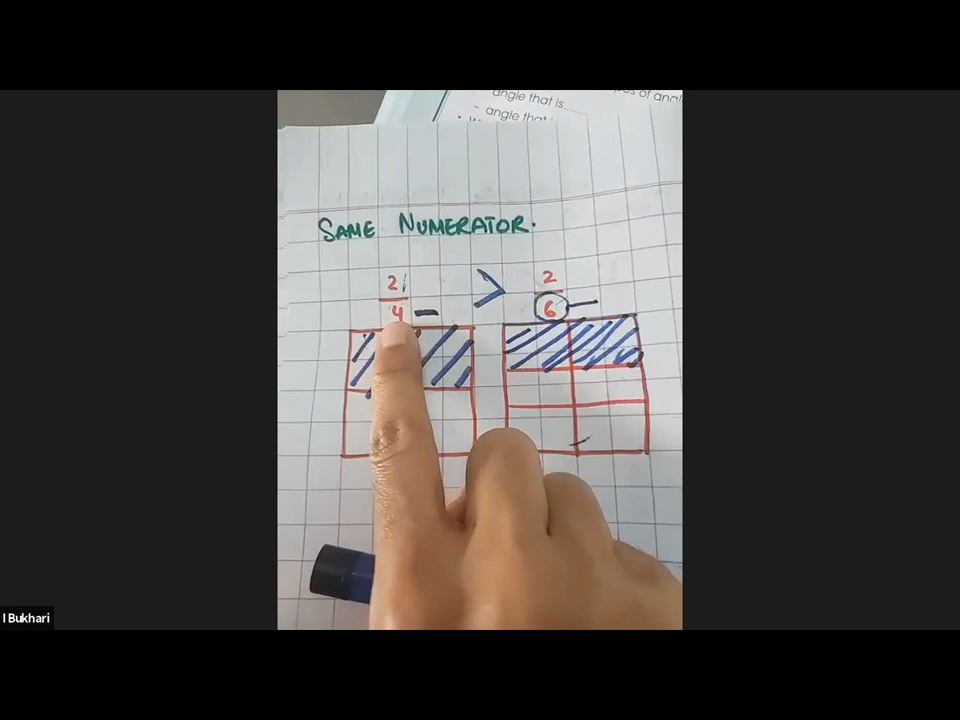 angle that is
angle that
SAME NUMERATOR.
2 > 2
4 6
I Bukhari